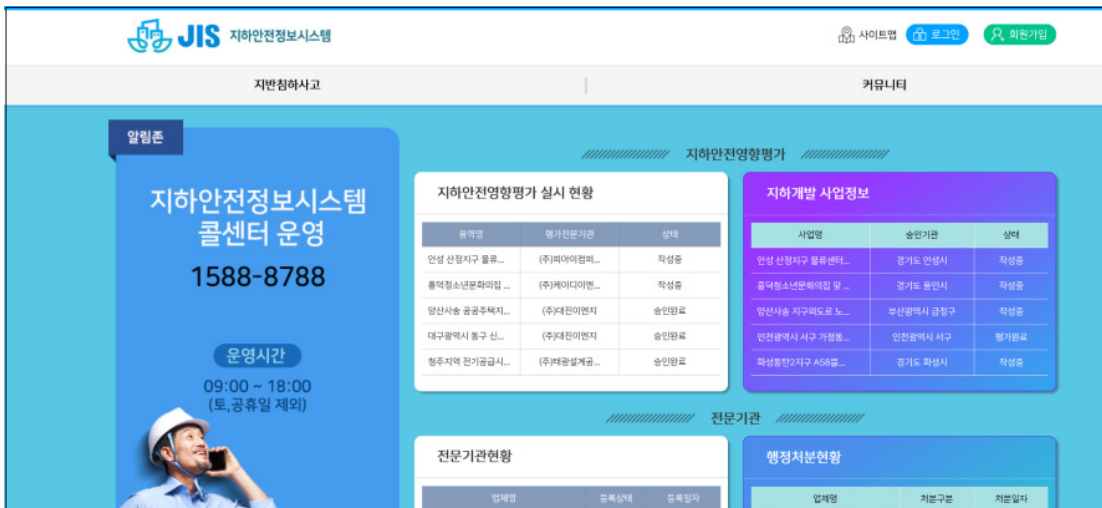 JIS 지하안전정보시스템
사이트맵 로그인 회원가입
지반침하사고 커뮤니티
알림존
지하안전정보시스템
콜센터 운영
1588-8788
운영시간
09:00 ~ 18:00
(토,공휴일 제외)
지하안전영향평가
지하안전영향평가 실시 현황
용역명 평가전문기관 상태
안성 산정지구 물류... (주)피아이컴퍼... 작성중
흥덕청소년문화의집 ... (주)케이디이엔... 작성중
양산사송 공공주택지... (주)대진이엔지 승인완료
대구광역시 동구 신... (주)대진이엔지 승인완료
청주지역 전기공급시... (주)태광설계공... 승인완료
지하개발 사업정보
사업명 승인기관 상태
안성 산정지구 물류센터... 경기도 안성시 작성중
흥덕청소년문화의집 및 ... 경기도 용인시 작성중
양산사송 지구외도로 노... 부산광역시 금정구 작성중
인천광역시 서구 가정동... 인천광역시 서구 평가완료
화성동탄2지구 A58블... 경기도 화성시 작성중
전문기관
전문기관현황
업체명 등록상태 등록일자
행정처분현황
업체명 처분구분 처분일자